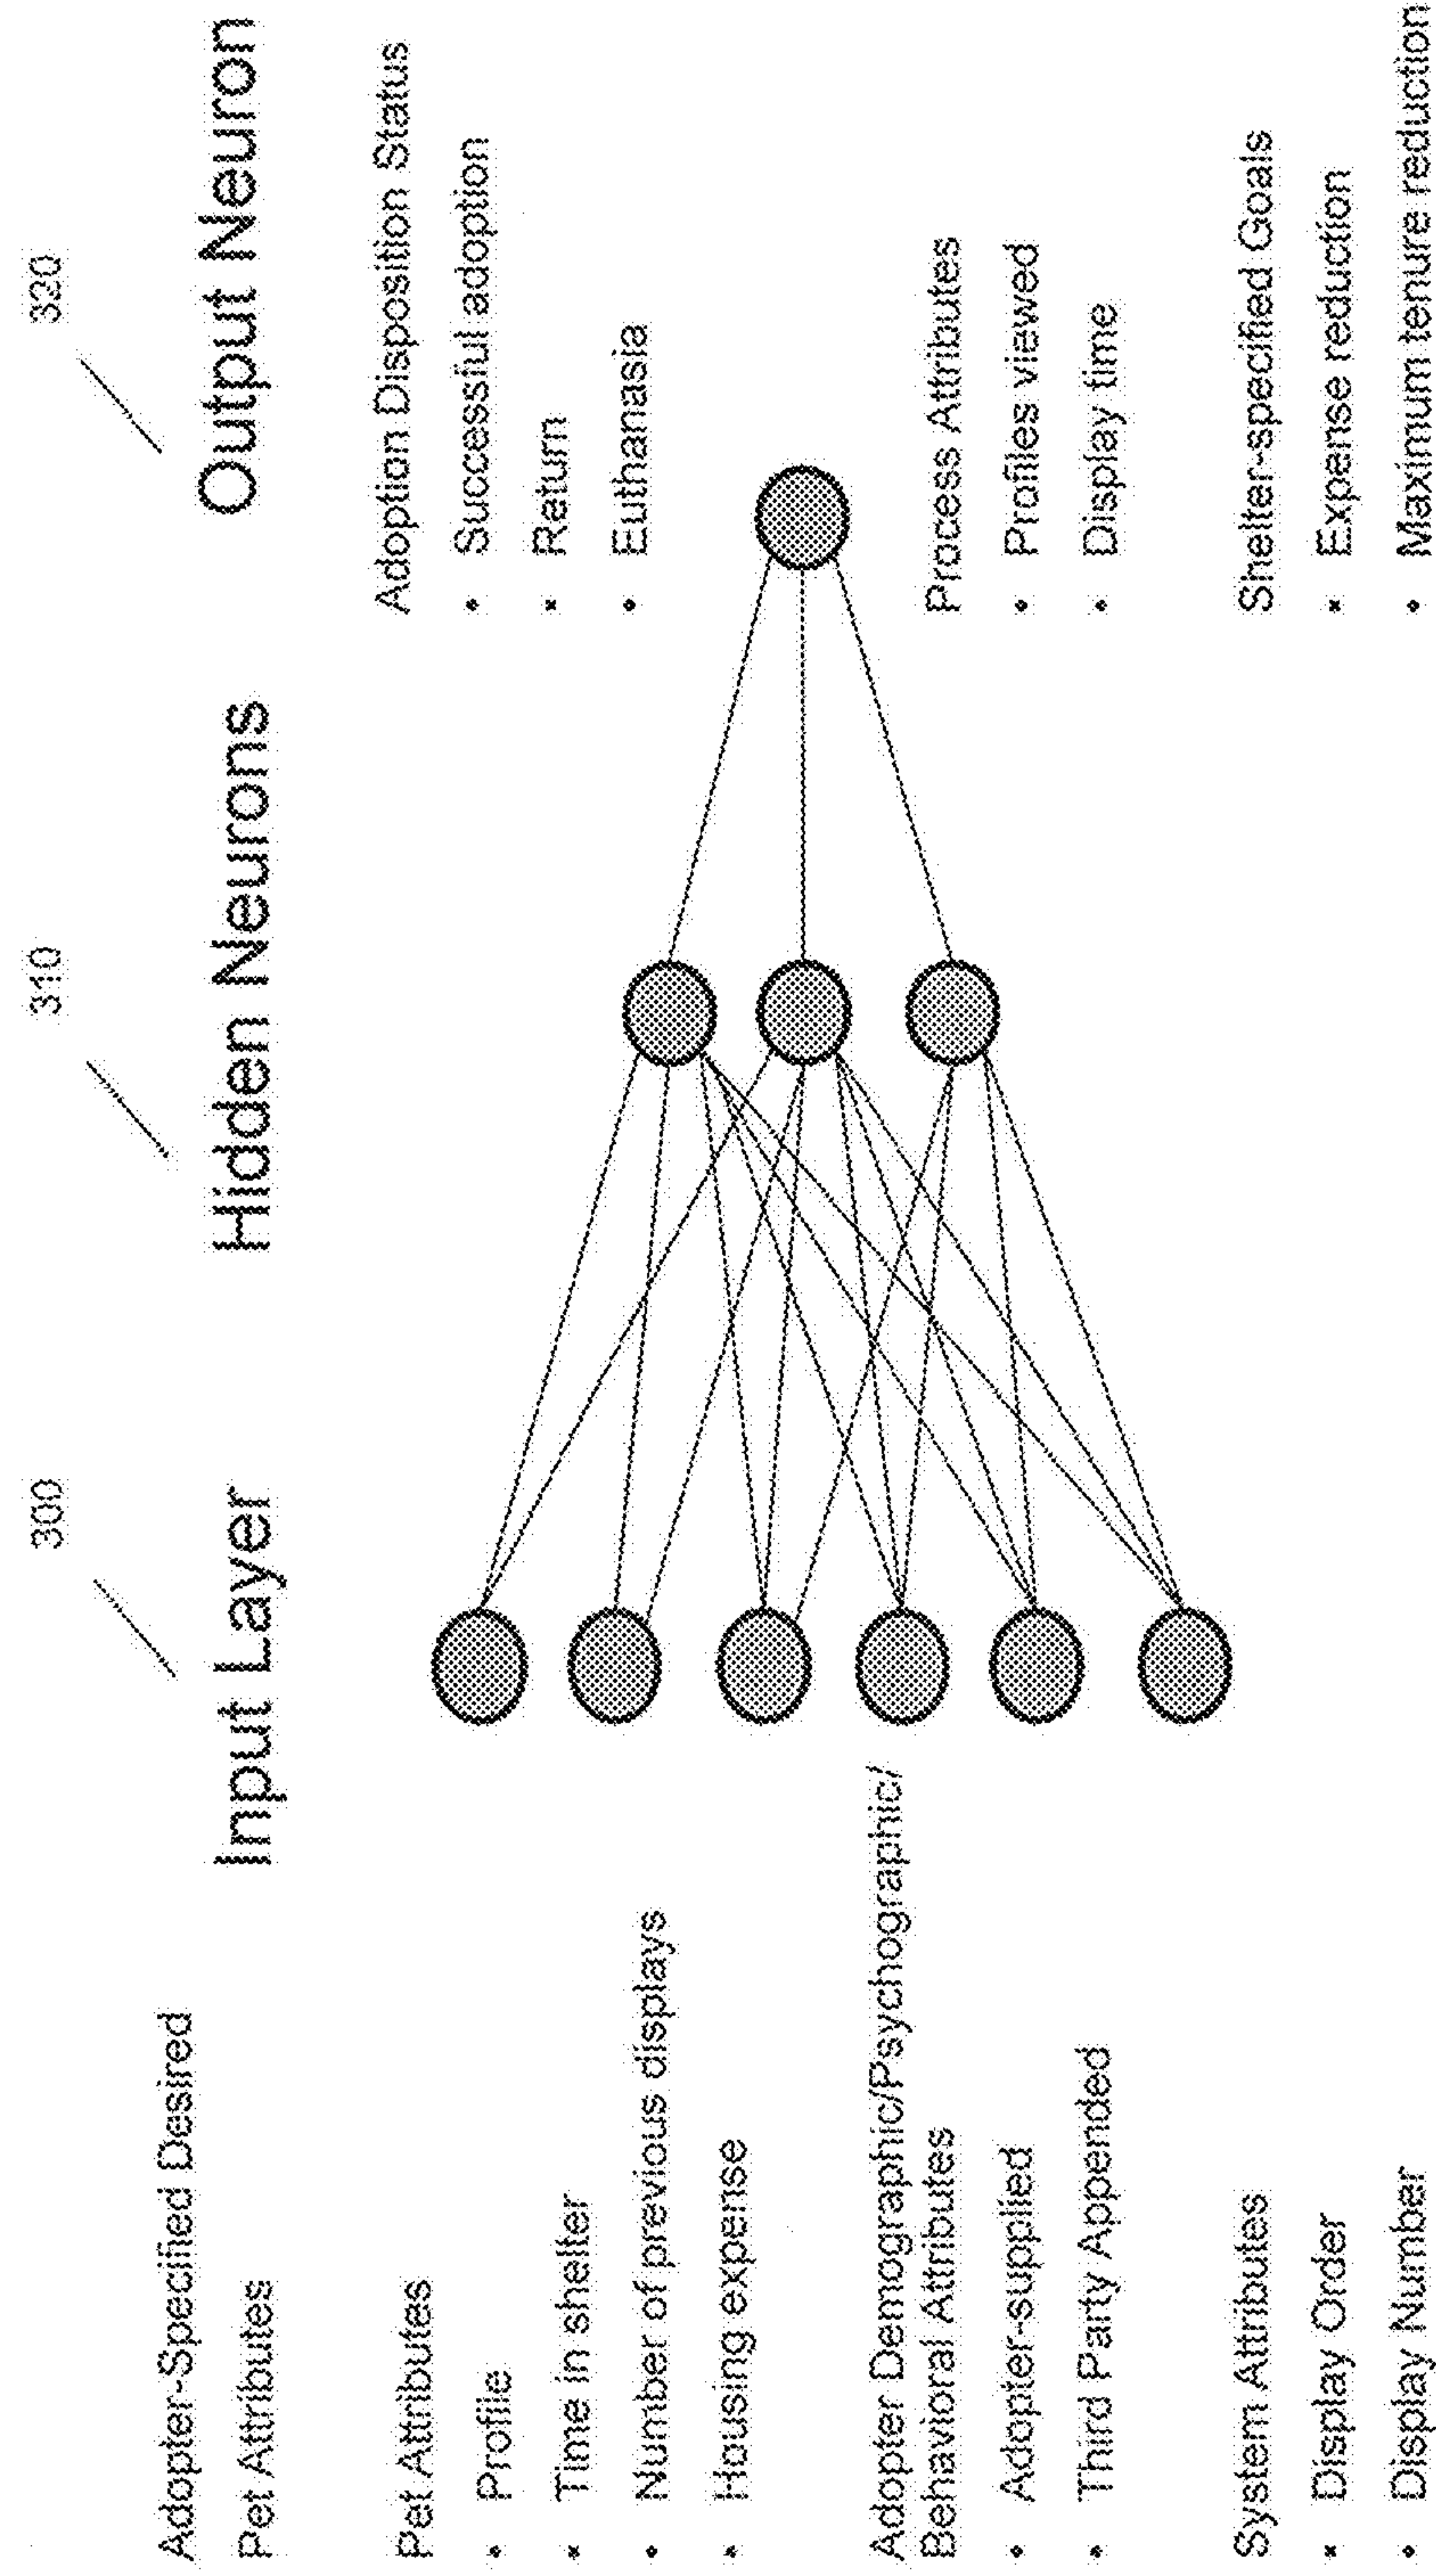 300
310
320
Input Layer
Hidden Neurons
Output Neuron
Adopter-Specified Desired
Pet Attributes
Pet Attributes
• Profile
• Time in shelter
• Number of previous displays
• Housing expense
Adopter Demographic/Psychographic/
Behavioral Attributes
• Adopter-supplied
• Third Party Appended
System Attributes
• Display Order
• Display Number
Adoption Disposition Status
• Successful adoption
• Return
• Euthanasia
Process Attributes
• Profiles viewed
• Display time
Shelter-specified Goals
• Expense reduction
• Maximum tenure reduction